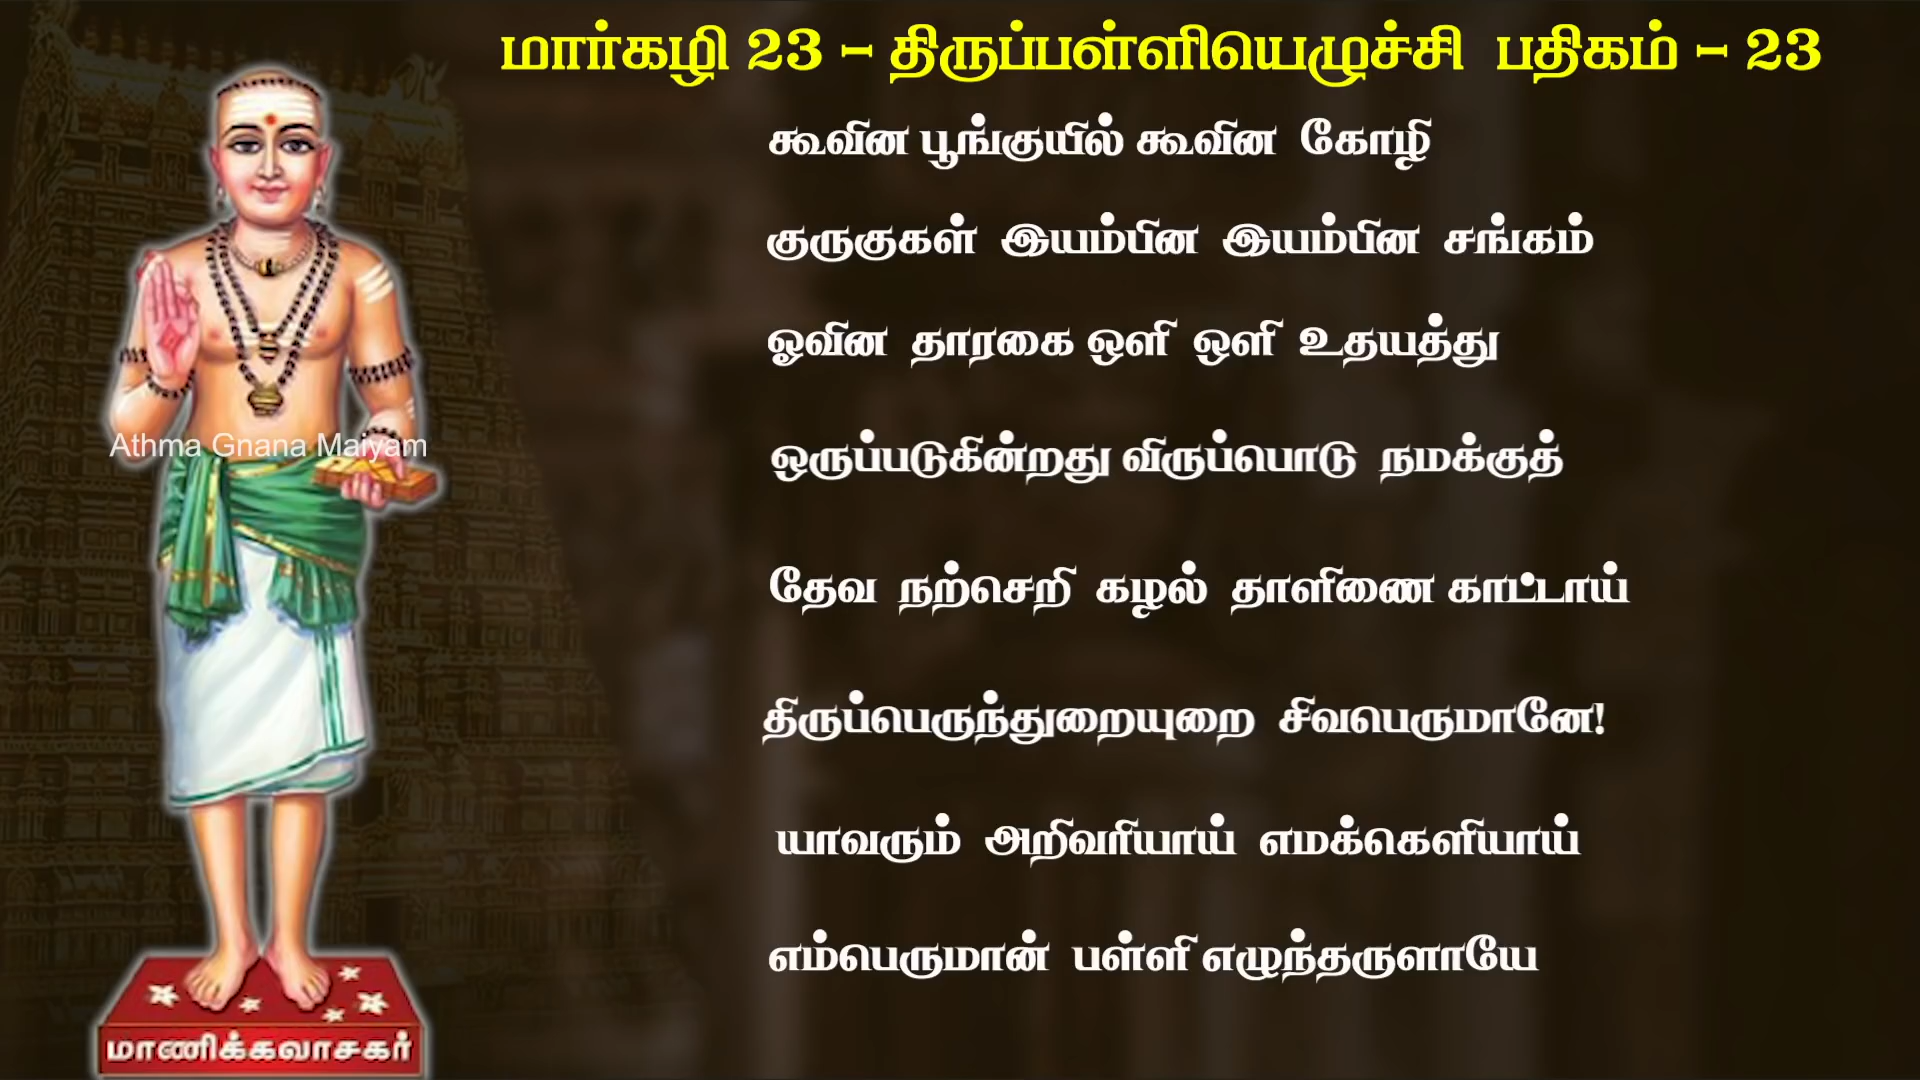 மார்கழி 23 – திருப்பள்ளியெழுச்சி பதிகம் – 23
கூவின பூங்குயில் கூவின கோழி
குருகுகள் இயம்பின இயம்பின சங்கம்
ஓவின தாரகை ஒளி ஒளி உதயத்து
ஒருப்படுகின்றது விருப்பொடு நமக்குத்
தேவ நற்செறி கழல் தாளிணை காட்டாய்
திருப்பெருந்துறையுறை சிவபெருமானே!
யாவரும் அறிவரியாய் எமக்கெளியாய்
எம்பெருமான் பள்ளி எழுந்தருளாயே
Athma Gnana Maiyam
மாணிக்கவாசகர்